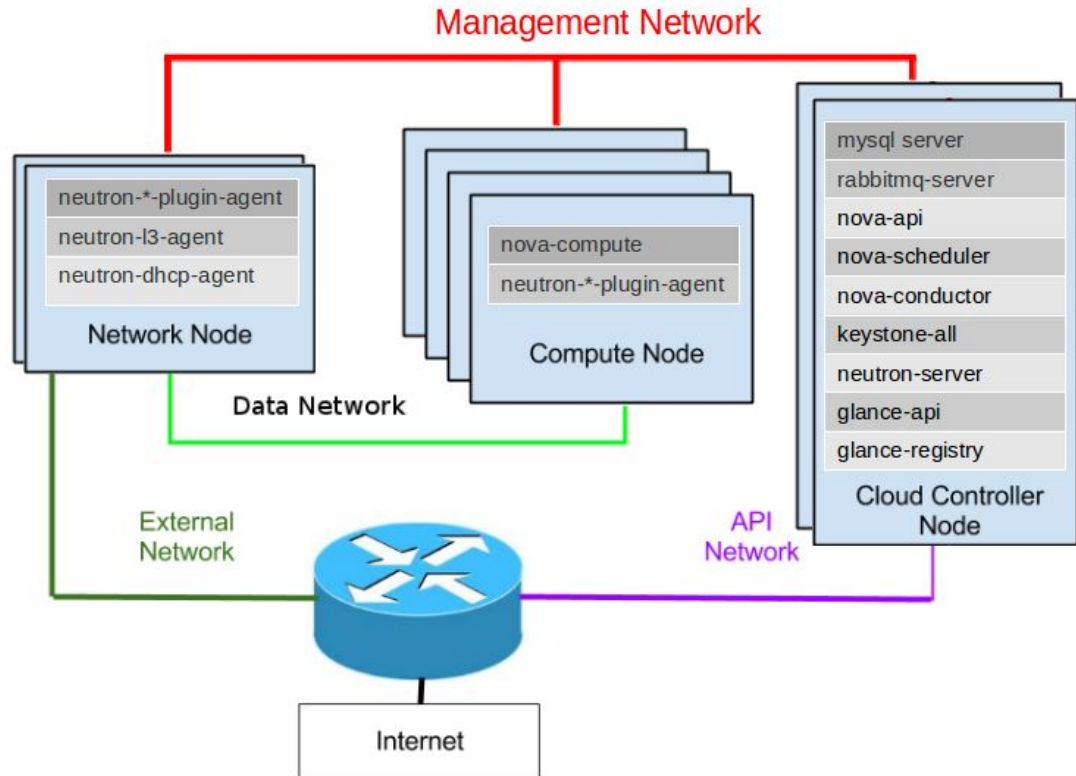 Management Network
neutron-*-plugin-agent
neutron-l3-agent
neutron-dhcp-agent
Network Node
nova-compute
neutron-*-plugin-agent
Compute Node
mysql server
rabbitmq-server
nova-api
nova-scheduler
nova-conductor
keystone-all
neutron-server
glance-api
glance-registry
Cloud Controller
Node
Data Network
External
Network
API
Network
Internet